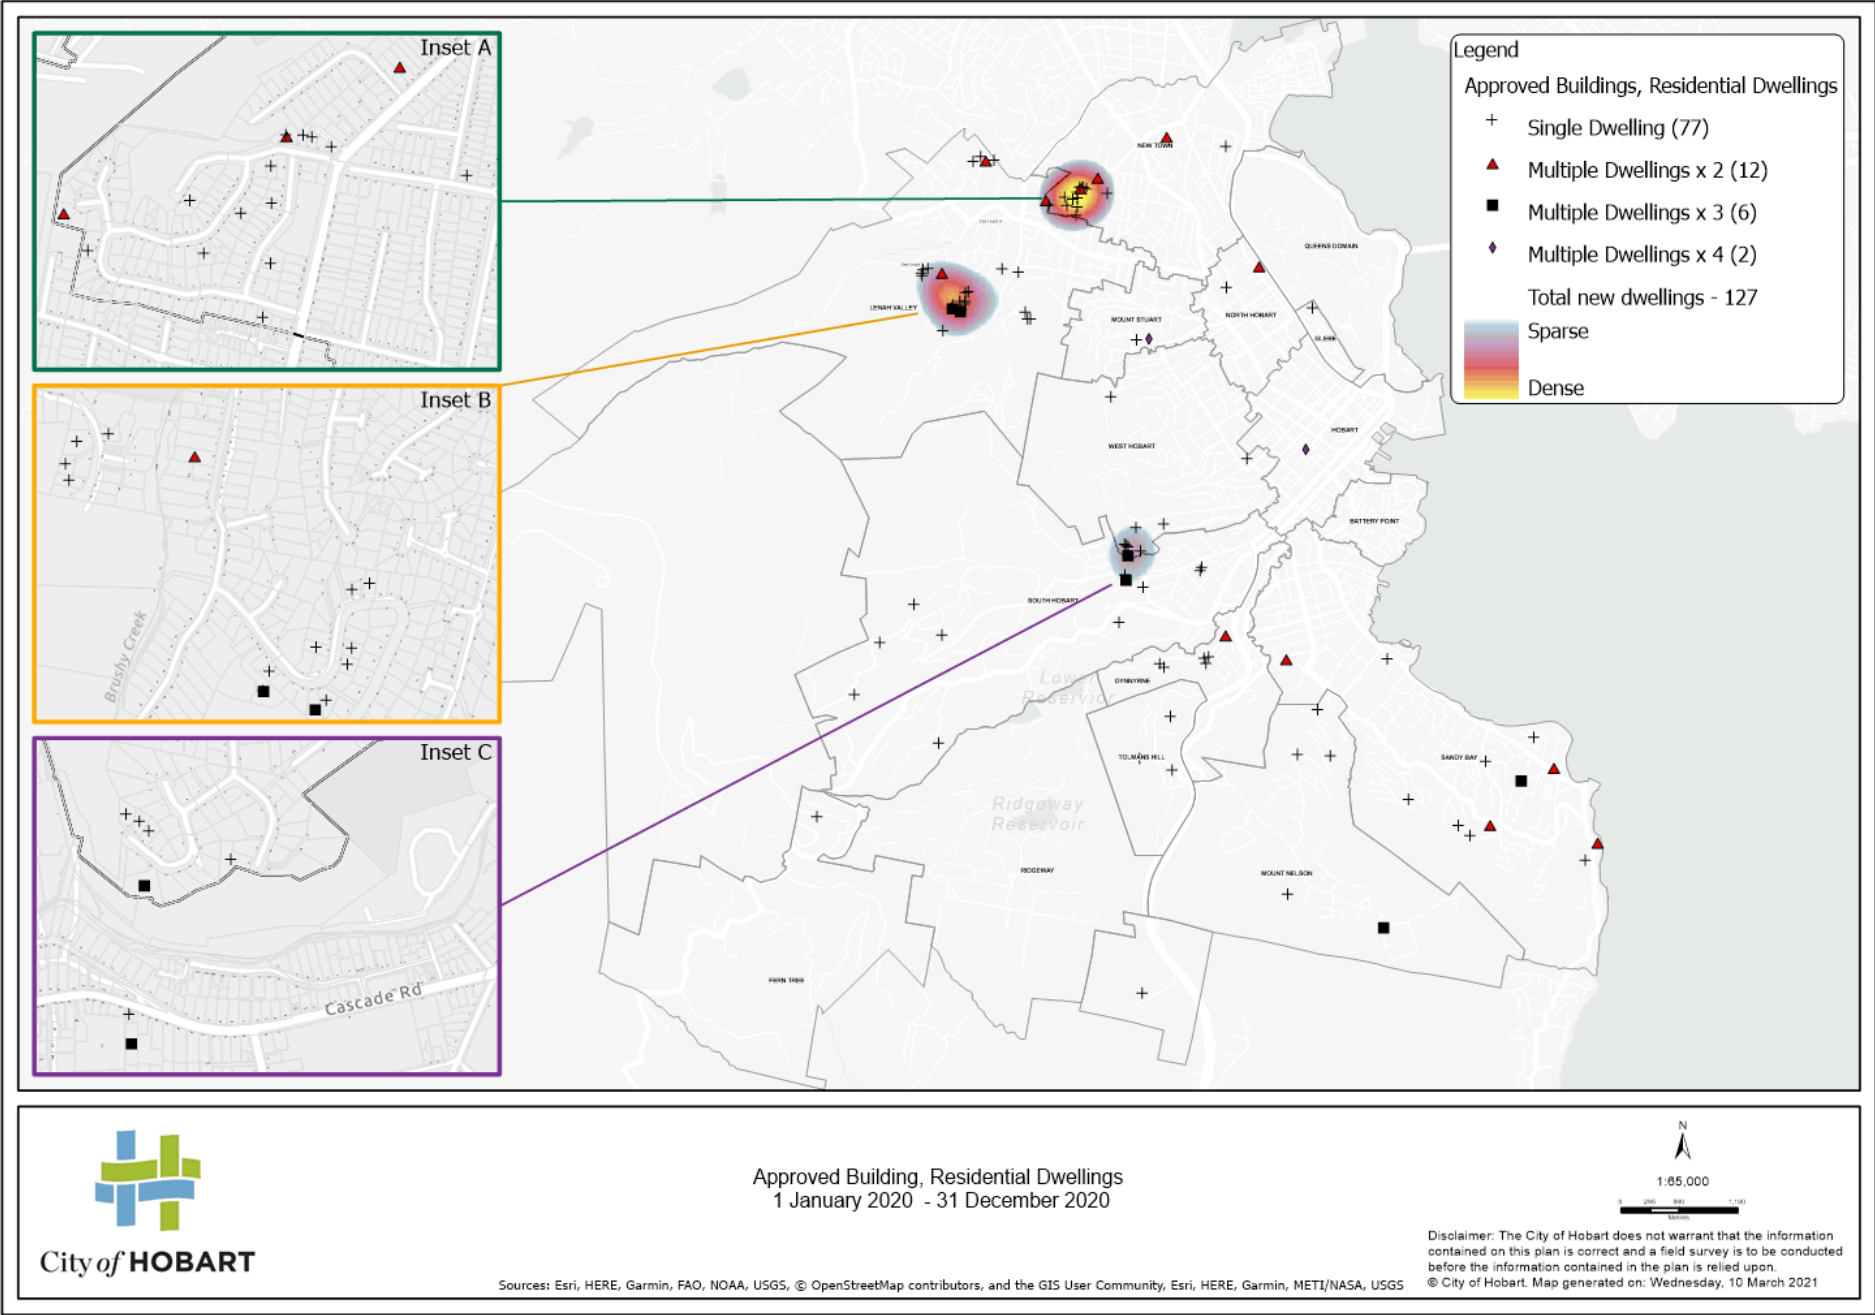 Inset A
Legend
Approved Buildings, Residential Dwellings
Single Dwelling (77)
Multiple Dwellings x 2 (12)
Multiple Dwellings x 3 (6)
Multiple Dwellings x 4 (2)
Total new dwellings - 127
Sparse
Dense
NEW TOWN
QUEENS DOMAIN
LENAH VALLEY
MOUNT STUART
NORTH HOBART
GLEBE
Inset B
Brushy Creek
HOBART
WEST HOBART
BATTERY POINT
SOUTH HOBART
Lower
Reservior
DYNNYRNE
Inset C
Cascade Rd
TOLMANS HILL
SANDY BAY
Ridgeway
Reservoir
RIDGEWAY
MOUNT NELSON
FERN TREE
City of HOBART
Approved Building, Residential Dwellings
1 January 2020 - 31 December 2020
N
1:65,000
0 295 590 1,180
Metres
Disclaimer: The City of Hobart does not warrant that the information
contained on this plan is correct and a field survey is to be conducted
before the information contained in the plan is relied upon.
© City of Hobart. Map generated on: Wednesday, 10 March 2021
Sources: Esri, HERE, Garmin, FAO, NOAA, USGS, © OpenStreetMap contributors, and the GIS User Community, Esri, HERE, Garmin, METI/NASA, USGS